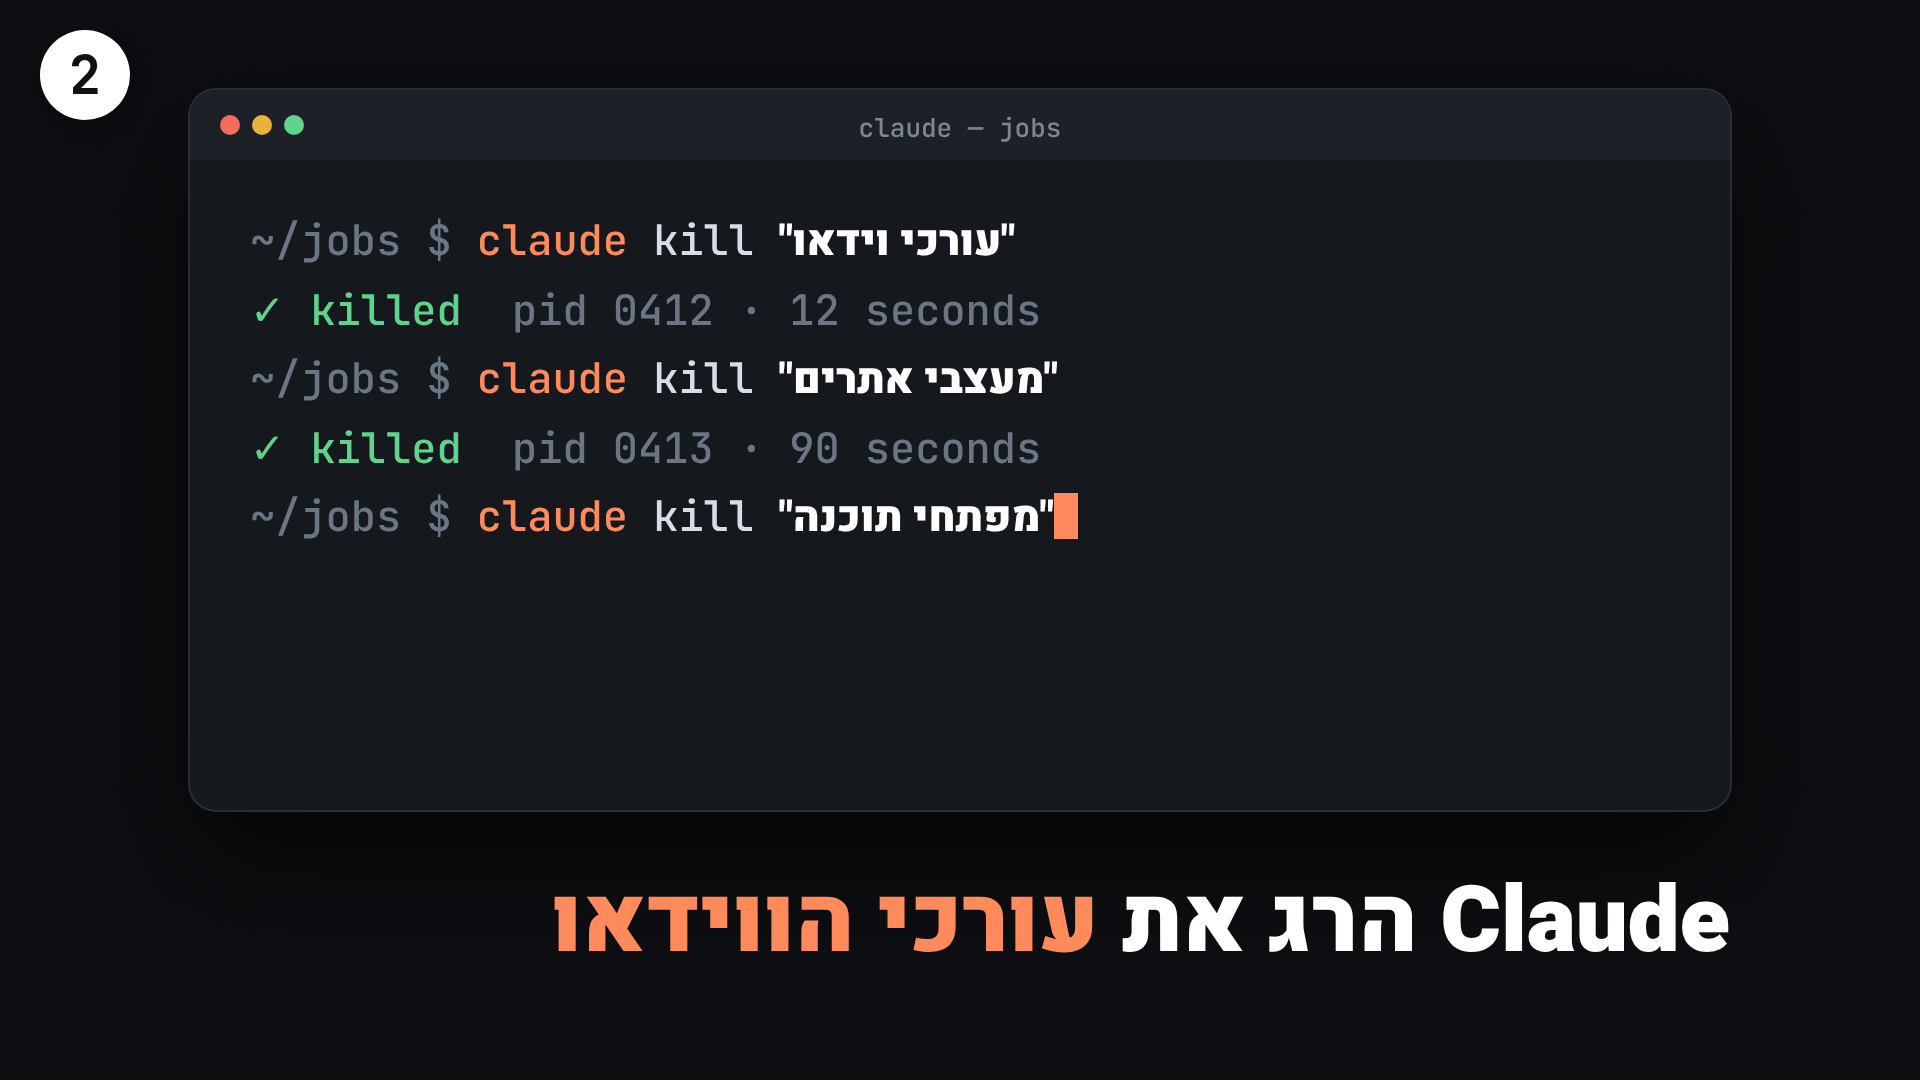 2
claude — jobs
~/jobs $ claude kill "עורכי וידאו"
✓ killed pid 0412 · 12 seconds
~/jobs $ claude kill "מעצבי אתרים"
✓ killed pid 0413 · 90 seconds
~/jobs $ claude kill "מפתחי תוכנה"
Claude הרג את עורכי הווידאו